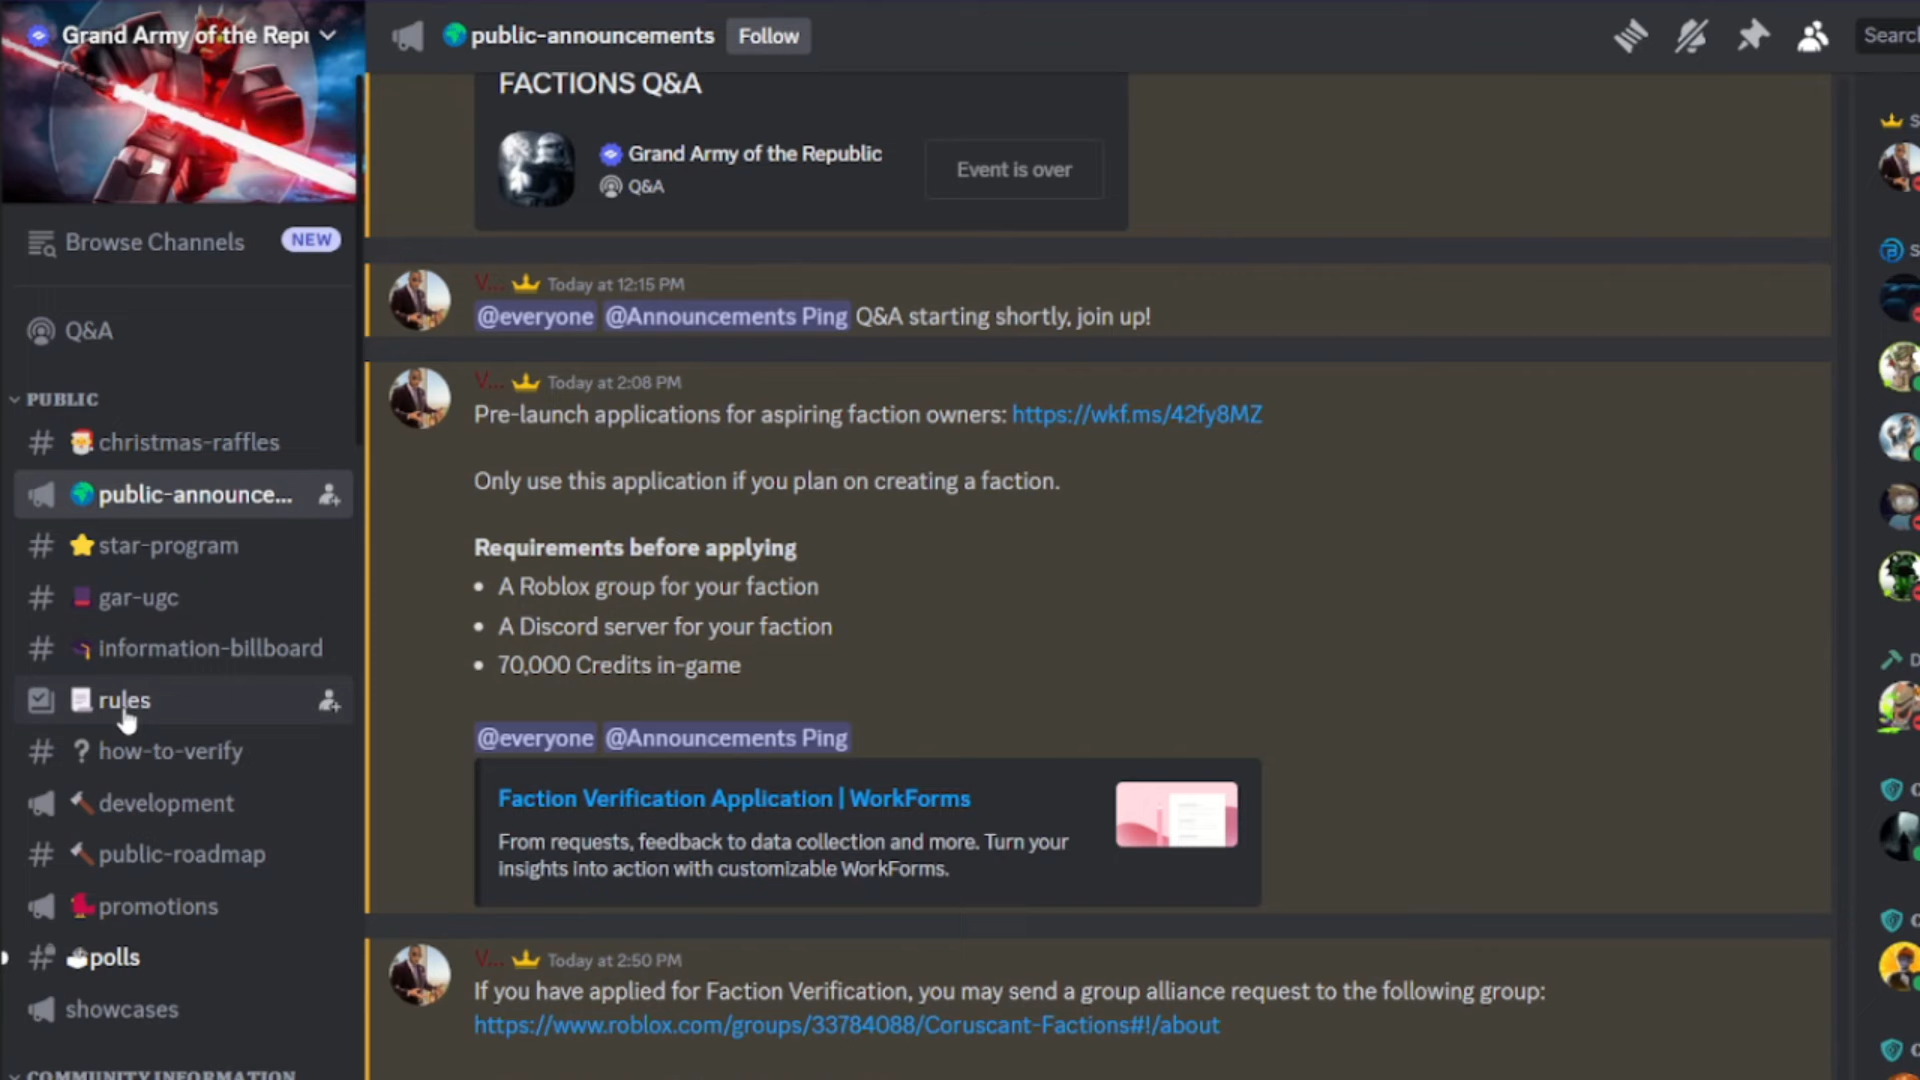 Grand Army of the Repu
Browse Channels
NEW
Q&A
PUBLIC
christmas-raffles
public-announce...
star-program
gar-ugc
information-billboard
rules
how-to-verify
development
public-roadmap
promotions
polls
showcases
COMMUNITY INFORMATION
public-announcements
Follow
Search
FACTIONS Q&A
Grand Army of the Republic
Q&A
Event is over
V... Today at 12:15 PM
@everyone @Announcements Ping Q&A starting shortly, join up!
V... Today at 2:08 PM
Pre-launch applications for aspiring faction owners: https://wkf.ms/42fy8MZ
Only use this application if you plan on creating a faction.
Requirements before applying
• A Roblox group for your faction
• A Discord server for your faction
• 70,000 Credits in-game
@everyone @Announcements Ping
Faction Verification Application | WorkForms
From requests, feedback to data collection and more. Turn your
insights into action with customizable WorkForms.
V... Today at 2:50 PM
If you have applied for Faction Verification, you may send a group alliance request to the following group:
https://www.roblox.com/groups/33784088/Coruscant-Factions#!/about